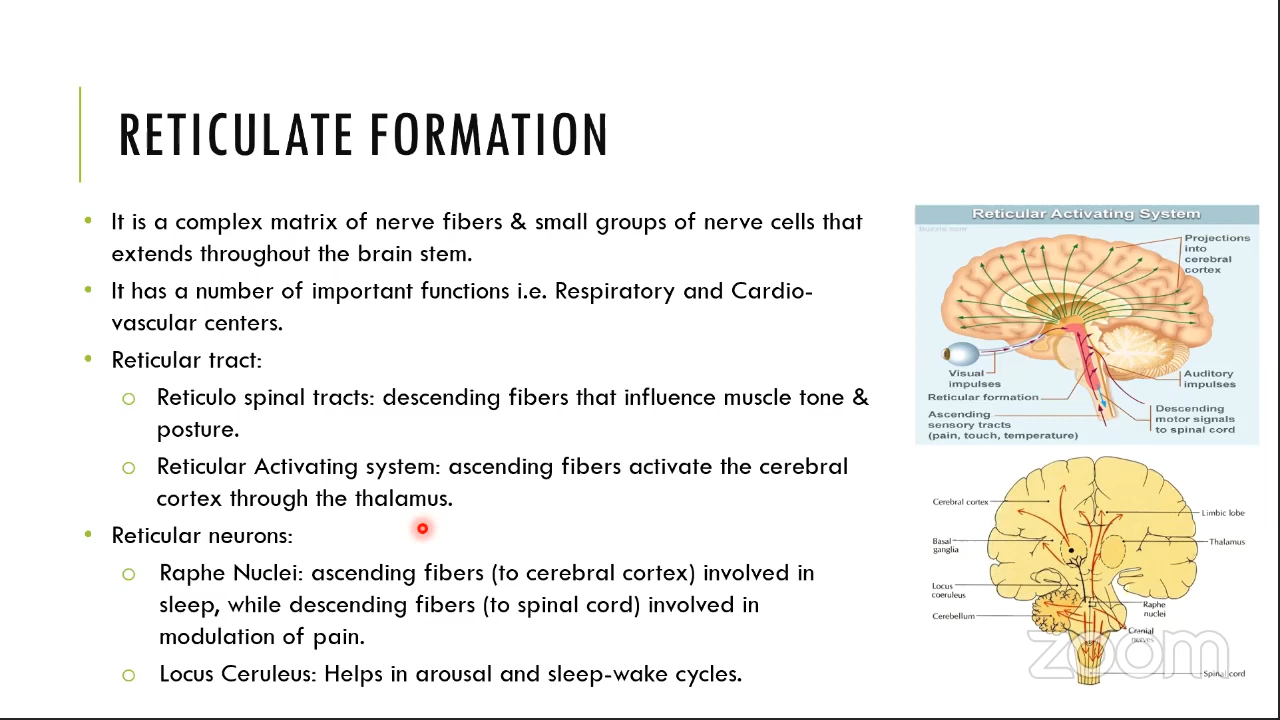 RETICULATE FORMATION
• It is a complex matrix of nerve fibers & small groups of nerve cells that
extends throughout the brain stem.
• It has a number of important functions i.e. Respiratory and Cardio-
vascular centers.
• Reticular tract:
o Reticulo spinal tracts: descending fibers that influence muscle tone &
posture.
o Reticular Activating system: ascending fibers activate the cerebral
cortex through the thalamus.
• Reticular neurons:
o Raphe Nuclei: ascending fibers (to cerebral cortex) involved in
sleep, while descending fibers (to spinal cord) involved in
modulation of pain.
o Locus Ceruleus: Helps in arousal and sleep-wake cycles.
Reticular Activating System
Buzzle.com
Projections
into
cerebral
cortex
Visual
impulses
Auditory
impulses
Reticular formation
Ascending
sensory tracts
(pain, touch, temperature)
Descending
motor signals
to spinal cord
Cerebral cortex
Limbic lobe
Basal
ganglia
Thalamus
Locus
coeruleus
Raphe
nuclei
Cerebellum
Cranial
nerves
Spinal cord
zoom